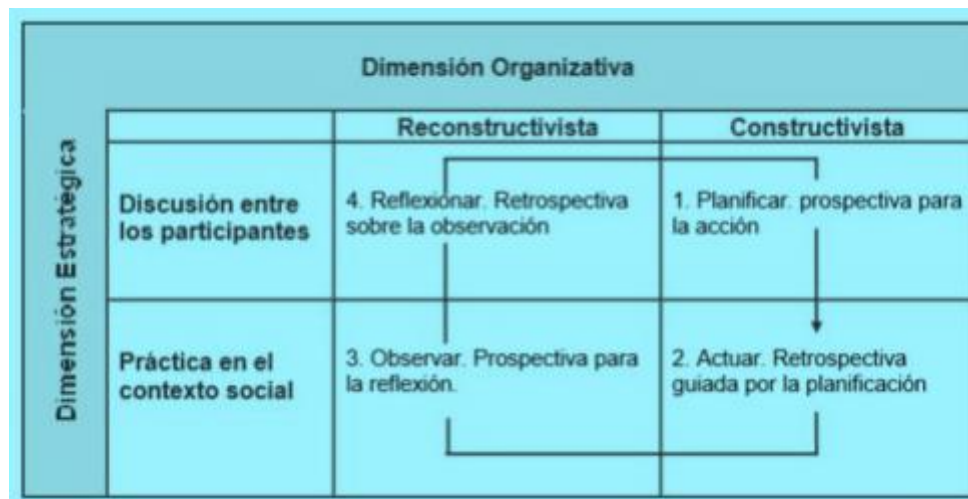 Dimensión Organizativa
Dimensión Estratégica
Reconstructivista
Constructivista
Discusión entre
los participantes
4. Reflexionar. Retrospectiva
sobre la observación
1. Planificar. prospectiva para
la acción
Práctica en el
contexto social
3. Observar. Prospectiva para
la reflexión.
2. Actuar. Retrospectiva
guiada por la planificación